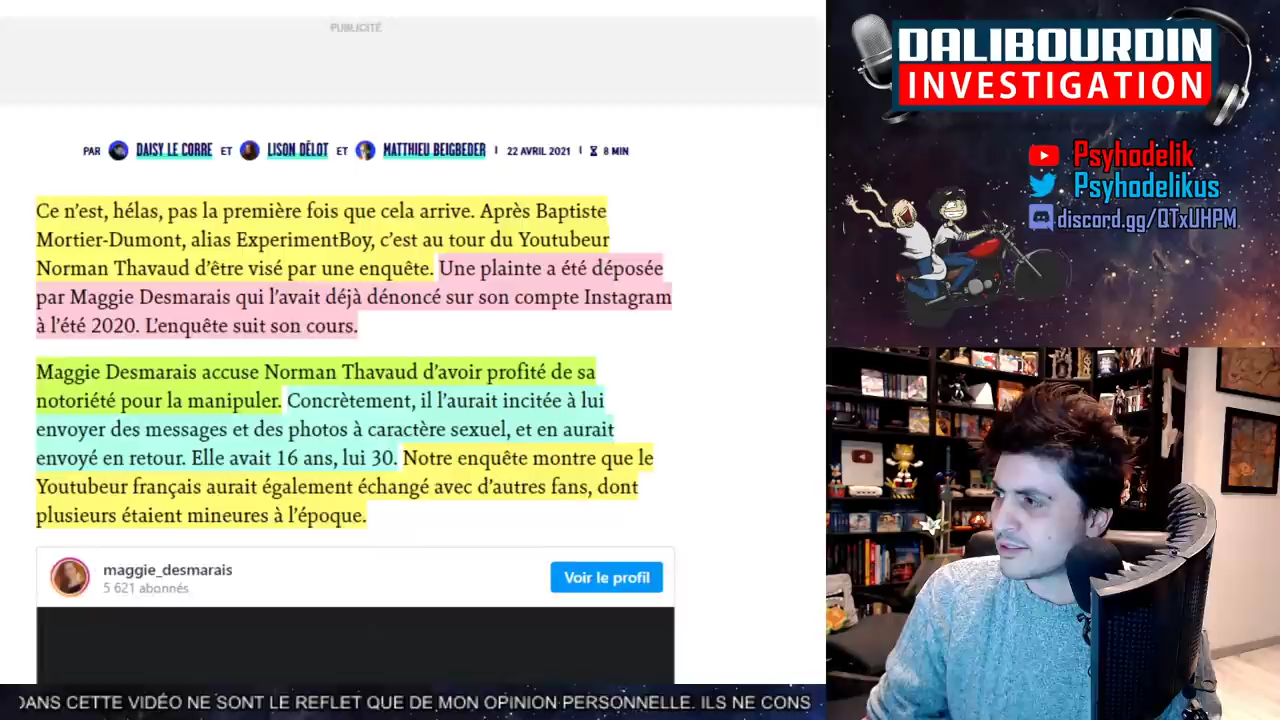 PUBLICITÉ
PAR DAISY LE CORRE ET LISON DÉLOT ET MATTHIEU BEIGBEDER | 22 AVRIL 2021 | 8 MIN
Ce n’est, hélas, pas la première fois que cela arrive. Après Baptiste
Mortier-Dumont, alias ExperimentBoy, c’est au tour du Youtubeur
Norman Thavaud d’être visé par une enquête. Une plainte a été déposée
par Maggie Desmarais qui l’avait déjà dénoncé sur son compte Instagram
à l’été 2020. L’enquête suit son cours.
Maggie Desmarais accuse Norman Thavaud d’avoir profité de sa
notoriété pour la manipuler. Concrètement, il l’aurait incitée à lui
envoyer des messages et des photos à caractère sexuel, et en aurait
envoyé en retour. Elle avait 16 ans, lui 30. Notre enquête montre que le
Youtubeur français aurait également échangé avec d’autres fans, dont
plusieurs étaient mineures à l’époque.
maggie_desmarais
5 621 abonnés
Voir le profil
DANS CETTE VIDÉO NE SONT LE REFLET QUE DE MON OPINION PERSONNELLE. ILS NE CONS
DALIBOURDIN
INVESTIGATION
Psyhodelik
Psyhodelikus
discord.gg/QTxUHPM